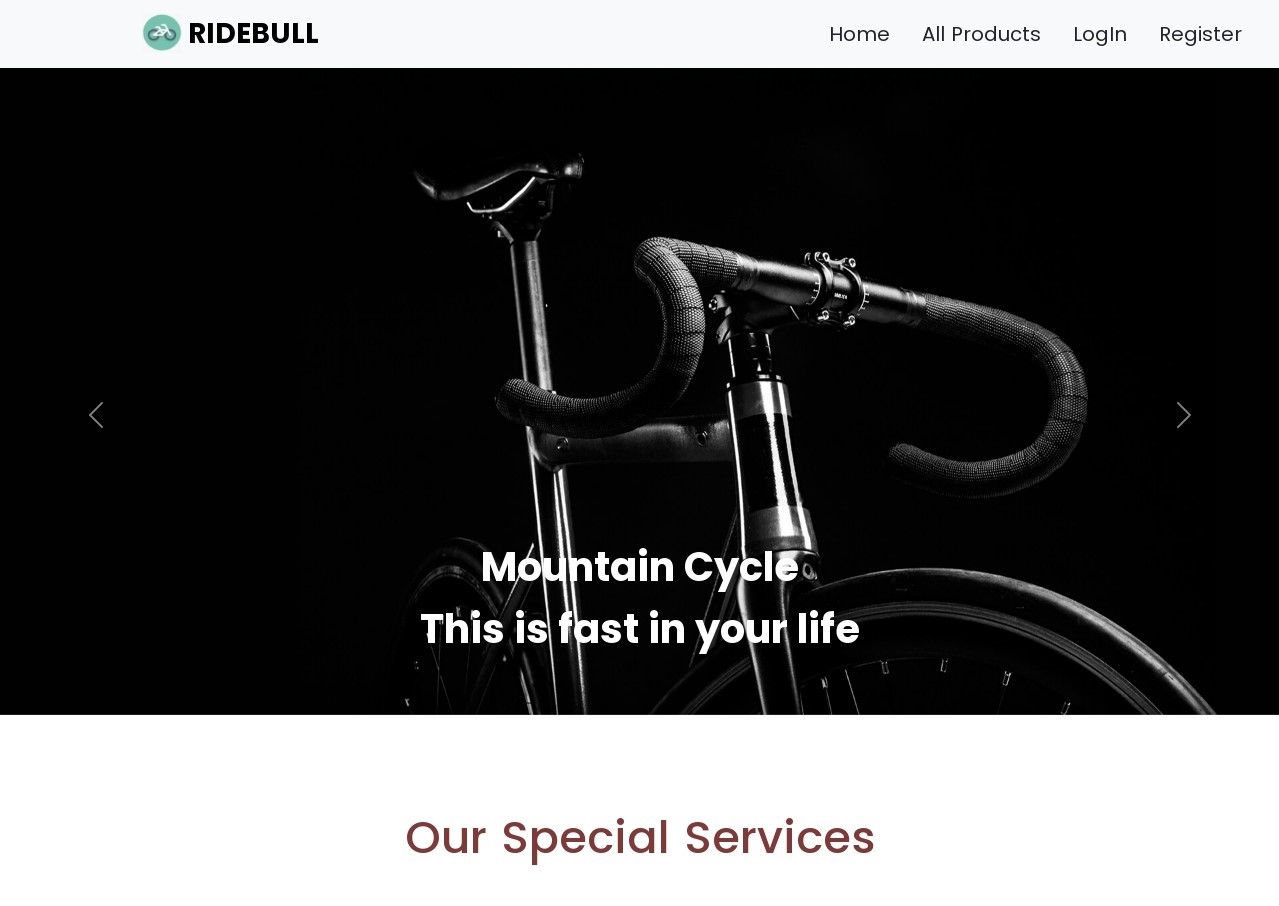 RIDEBULL
Home All Products LogIn Register
Mountain Cycle
This is fast in your life
Our Special Services